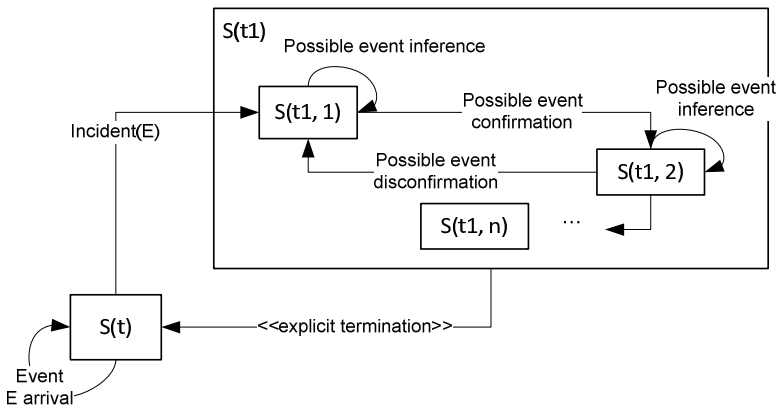 S(t1)
Possible event inference
S(t1, 1)
Possible event
inference
Possible event
confirmation
Incident(E)
Possible event
disconfirmation
S(t1, 2)
S(t1, n)
...
S(t)
<<explicit termination>>
Event
E arrival